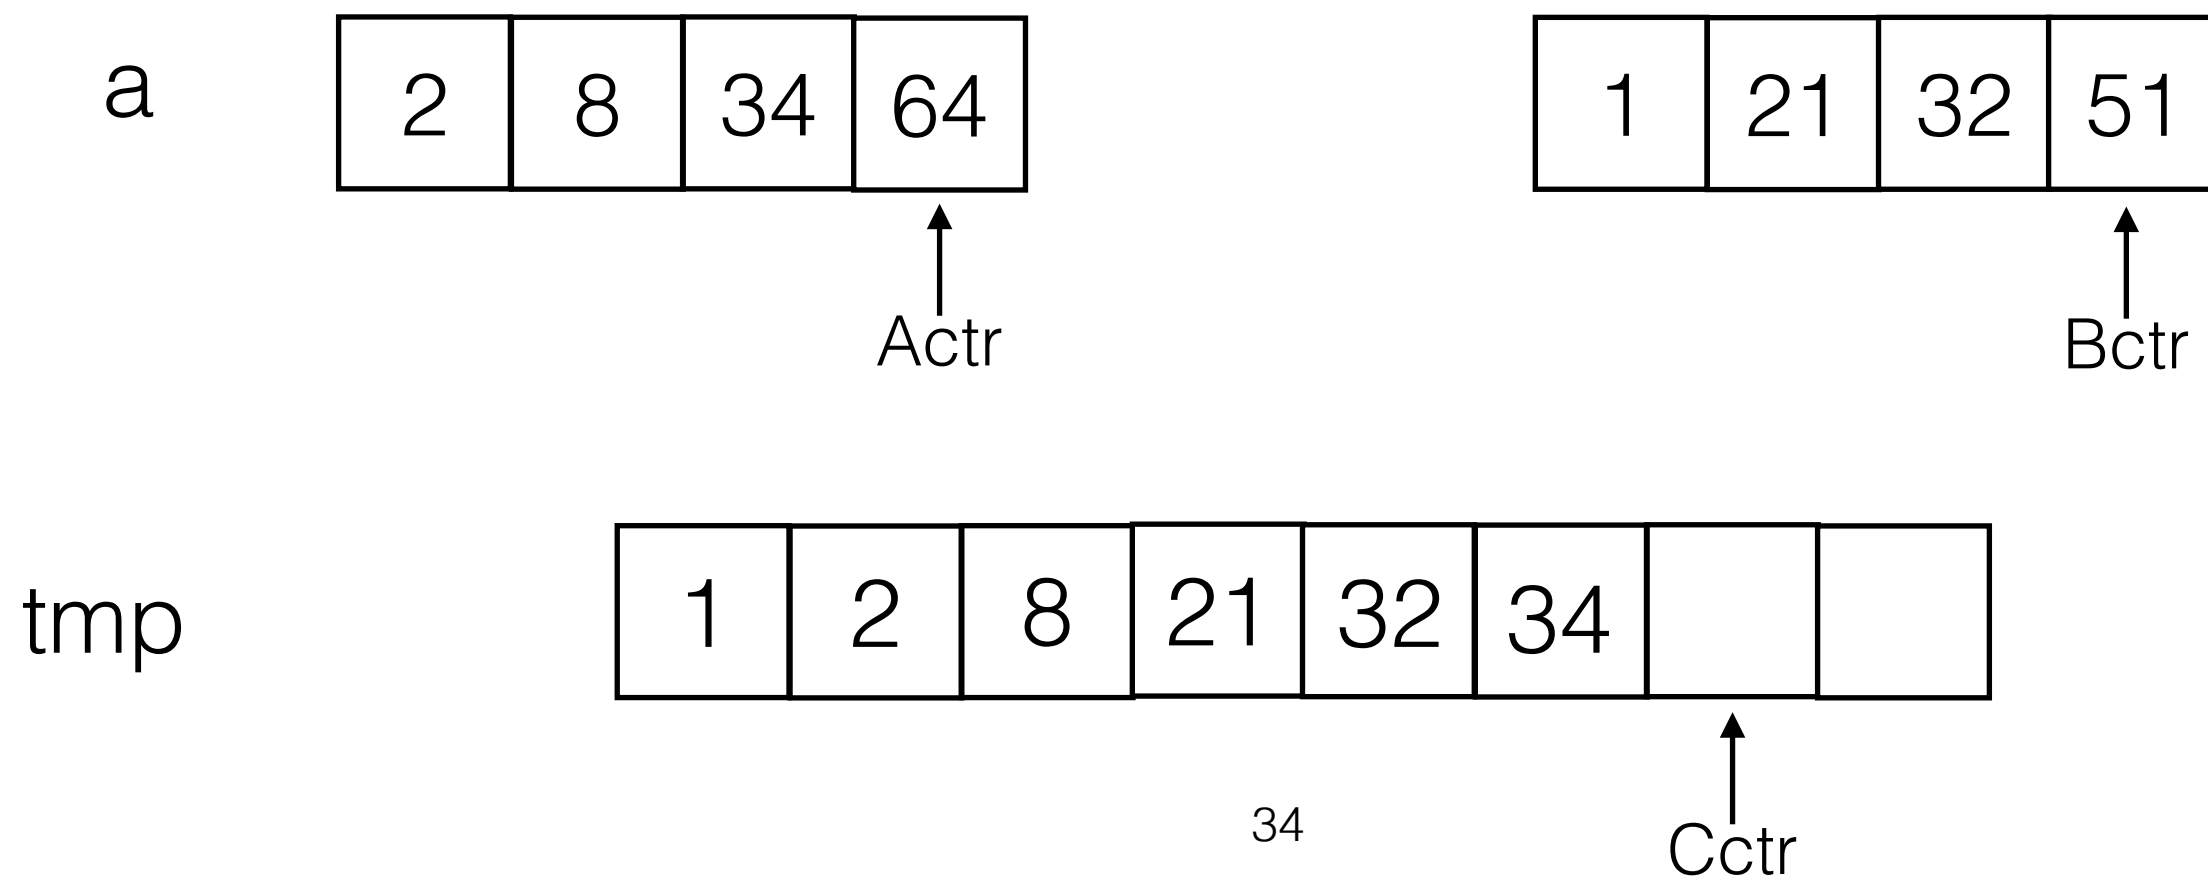 a 2 8 34 64 1 21 32 51
Actr Bctr
tmp 1 2 8 21 32 34
34
Cctr